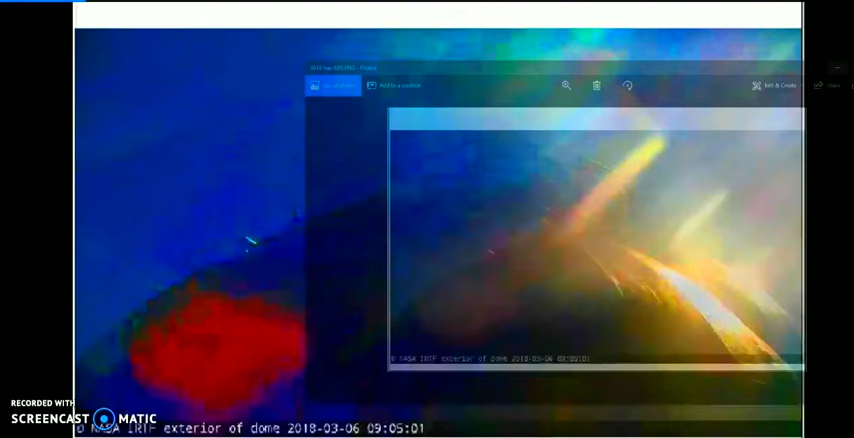 Add to a creation
Edit & Create
Share
© NASA IRTF exterior of dome 2018-03-06 09:05:01
RECORDED WITH
SCREENCAST MATIC
© NASA IRTF exterior of dome 2018-03-06 09:05:01